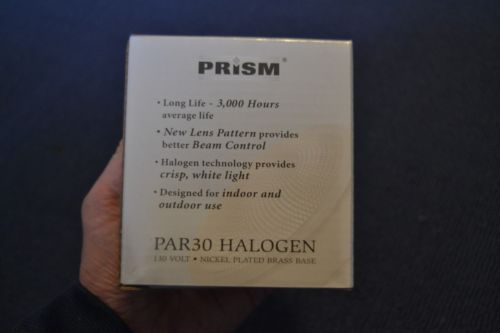 PRiSM®
• Long Life - 3,000 Hours
average life
• New Lens Pattern provides
better Beam Control
• Halogen technology provides
crisp, white light
• Designed for indoor and
outdoor use
PAR30 HALOGEN
130 VOLT • NICKEL PLATED BRASS BASE